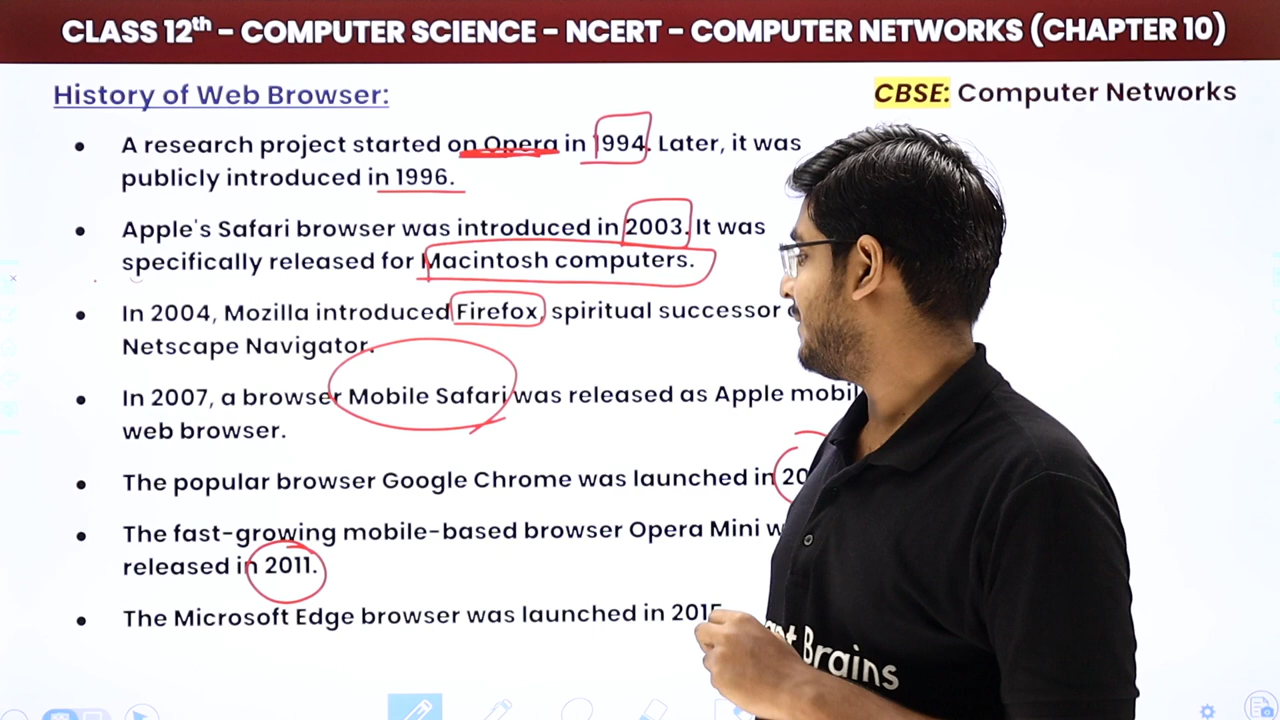 CLASS 12th – COMPUTER SCIENCE – NCERT – COMPUTER NETWORKS (CHAPTER 10)
History of Web Browser:
CBSE: Computer Networks
• A research project started on Opera in 1994. Later, it was
publicly introduced in 1996.
• Apple's Safari browser was introduced in 2003. It was
specifically released for Macintosh computers.
• In 2004, Mozilla introduced Firefox, spiritual successor
Netscape Navigator.
• In 2007, a browser Mobile Safari was released as Apple
web browser.
• The popular browser Google Chrome was launched in
• The fast-growing mobile-based browser Opera Mini
released in 2011.
• The Microsoft Edge browser was launched in
Brains